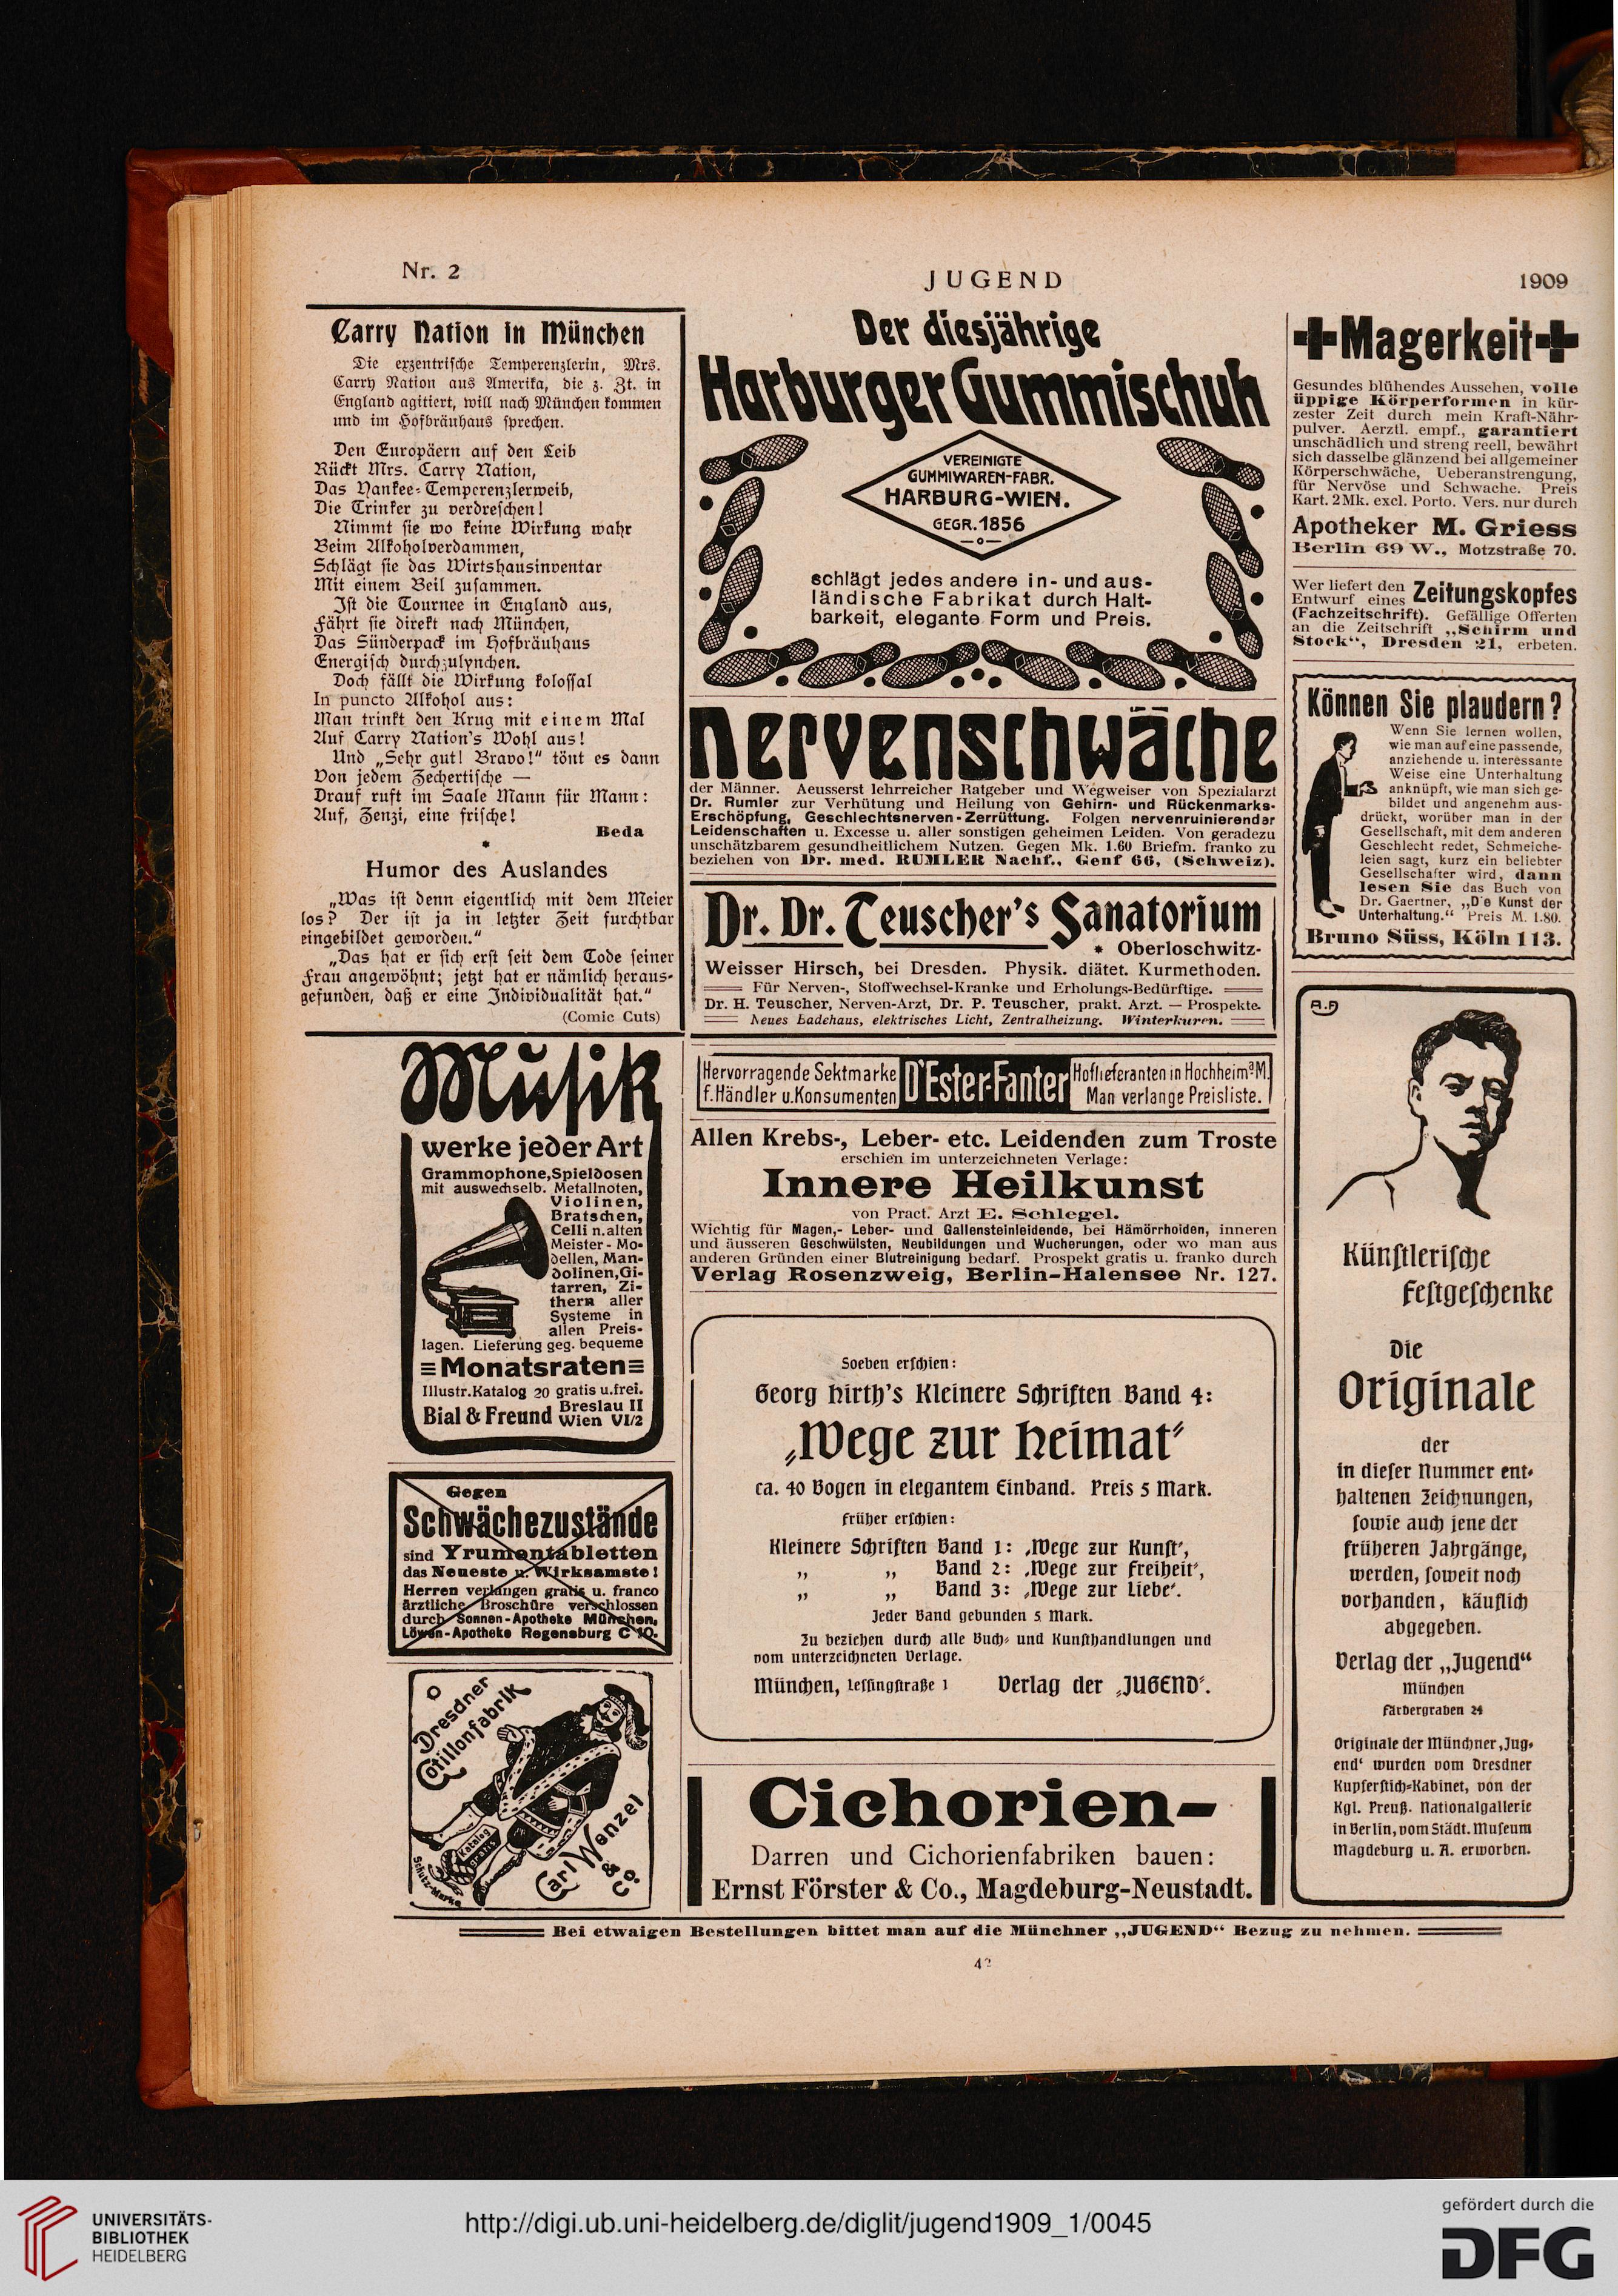 Nr. 2
JUGEND
1909
Carry Nation in München
Die exzentrische Temperenzlerin, Mrs.
Carry Nation aus Amerika, die z. Zt. in
England agitiert, will nach München kommen
und im Hofbräuhaus sprechen.
Den Europäern auf den Leib
Rückt Mrs. Carry Nation,
Das Yankee-Temperenzlerweib,
Die Trinker zu verdreschen!
Nimmt sie wo keine Wirkung wahr
Beim Alkoholverdammen,
Schlägt sie das Wirtshausinventar
Mit einem Beil zusammen.
Ist die Tournee in England aus,
Fährt sie direkt nach München,
Das Sünderpack im Hofbräuhaus
Energisch durchzulynchen.
Doch fällt die Wirkung kolossal
In puncto Alkohol aus:
Man trinkt den Krug mit einem Mal
Auf Carry Nation's Wohl aus!
Und „Sehr gut! Bravo!“ tönt es dann
Von jedem Zechertische —
Drauf ruft im Saale Mann für Mann:
Auf, Zenzi, eine frische!
Beda
*
Humor des Auslandes
„Was ist denn eigentlich mit dem Meier
los? Der ist ja in letzter Zeit furchtbar
eingebildet geworden.“
„Das hat er sich erst seit dem Tode seiner
Frau angewöhnt; jetzt hat er nämlich heraus-
gefunden, daß er eine Individualität hat.“
(Comic Cuts)
Musik
werke jeder Art
Grammophone, Spieldosen
mit auswechselb. Metallnoten,
Violinen,
Bratschen,
Celli n. alten
Meister-Mo-
dellen, Man-
dolinen, Gi-
tarren, Zi-
thern aller
Systeme in
allen Preis-
lagen. Lieferung geg. bequeme
Monatsraten
Illustr. Katalog 20 gratis u. frei.
Bial & Freund Breslau II
Wien VI/2
Gegen
Schwächezustände
sind Yrumentabletten
das Neueste u. Wirksamste!
Herren verlangen gratis u. franco
ärztliche Broschüre verschlossen
durch Sonnen-Apotheke München,
Löwen-Apotheke Regensburg C 10.
Dresdner
Cotillonfabrik
Katalog
gratis
Schutz-Marke
Carl Wenzel
& Co.
Der diesjährige
Harburger Gummischuh
VEREINIGTE
GUMMIWAREN-FABR.
HARBURG-WIEN.
GEGR. 1856
schlägt jedes andere in- und aus-
ländische Fabrikat durch Halt-
barkeit, elegante Form und Preis.
Nervenschwäche
der Männer. Aeusserst lehrreicher Ratgeber und Wegweiser von Spezialarzt
Dr. Rumler zur Verhütung und Heilung von Gehirn- und Rückenmarks-
Erschöpfung, Geschlechtsnerven-Zerrüttung. Folgen nervenruinierender
Leidenschaften u. Excesse u. aller sonstigen geheimen Leiden. Von geradezu
unschätzbarem gesundheitlichem Nutzen. Gegen Mk. 1.60 Briefm. franko zu
beziehen von Dr. med. RUMLER Nachf., Genf 66, (Schweiz).
Dr. Dr. Teuscher's Sanatorium
* Oberloschwitz-
Weisser Hirsch, bei Dresden. Physik. diätet. Kurmethoden.
Für Nerven-, Stoffwechsel-Kranke und Erholungs-Bedürftige.
Dr. H. Teuscher, Nerven-Arzt, Dr. P. Teuscher, prakt. Arzt. — Prospekte.
Neues Badehaus, elektrisches Licht, Zentralheizung. Winterkuren.
Hervorragende Sektmarke
f. Händler u. Konsumenten
D'Ester-Fanter
Hoflieferanten in Hochheim a. M.
Man verlange Preisliste.
Allen Krebs-, Leber- etc. Leidenden zum Troste
erschien im unterzeichneten Verlage:
Innere Heilkunst
von Pract. Arzt E. Schlegel.
Wichtig für Magen,- Leber- und Gallensteinleidende, bei Hämörrhoiden, inneren
und äusseren Geschwülsten, Neubildungen und Wucherungen, oder wo man aus
anderen Gründen einer Blutreinigung bedarf. Prospekt gratis u. franko durch
Verlag Rosenzweig, Berlin-Halensee Nr. 127.
Soeben erschien:
Georg Hirth's Kleinere Schriften Band 4:
„Wege zur Heimat“
ca. 40 Bogen in elegantem Einband. Preis 5 Mark.
Früher erschien:
Kleinere Schriften Band 1: ‚Wege zur Kunst‘,
„ „ Band 2: ‚Wege zur Freiheit‘,
„ „ Band 3: ‚Wege zur Liebe‘.
Jeder Band gebunden 5 Mark.
Zu beziehen durch alle Buch- und Kunsthandlungen und
vom unterzeichneten Verlage.
München, Lessingstraße 1 Verlag der „JUGEND“.
Cichorien-
Darren und Cichorienfabriken bauen:
Ernst Förster & Co., Magdeburg-Neustadt.
Magerkeit
Gesundes blühendes Aussehen, volle
üppige Körperformen in kür-
zester Zeit durch mein Kraft-Nähr-
pulver. Aerztl. empf., garantiert
unschädlich und streng reell, bewährt
sich dasselbe glänzend bei allgemeiner
Körperschwäche, Ueberanstrengung,
für Nervöse und Schwache. Preis
Kart. 2 Mk. excl. Porto. Vers. nur durch
Apotheker M. Griess
Berlin 69 W., Motzstraße 70.
Wer liefert den
Entwurf eines Zeitungskopfes
(Fachzeitschrift). Gefällige Offerten
an die Zeitschrift „Schirm und
Stock“, Dresden 21, erbeten.
Können Sie plaudern?
Wenn Sie lernen wollen,
wie man auf eine passende,
anziehende u. interessante
Weise eine Unterhaltung
anknüpft, wie man sich ge-
bildet und angenehm aus-
drückt, worüber man in der
Gesellschaft, mit dem anderen
Geschlecht redet, Schmeiche-
leien sagt, kurz ein beliebter
Gesellschafter wird, dann
lesen Sie das Buch von
Dr. Gaertner, „Die Kunst der
Unterhaltung.“ Preis M. 1.80.
Bruno Süss, Köln 113.
Künstlerische
Festgeschenke
Die
Originale
der
in dieser Nummer ent-
haltenen Zeichnungen,
sowie auch jene der
früheren Jahrgänge,
werden, soweit noch
vorhanden, käuflich
abgegeben.
Verlag der „Jugend“
München
Färbergraben 24
Originale der Münchner ‚Jug-
end‘ wurden vom Dresdner
Kupferstich-Kabinet, von der
Kgl. Preuß. Nationalgallerie
in Berlin, vom Städt. Museum
Magdeburg u. A. erworben.
Bei etwaigen Bestellungen bittet man auf die Münchner „JUGEND“ Bezug zu nehmen.
UNIVERSITÄTS-
BIBLIOTHEK
HEIDELBERG
http://digi.ub.uni-heidelberg.de/diglit/jugend1909_1/0045
gefördert durch die
DFG